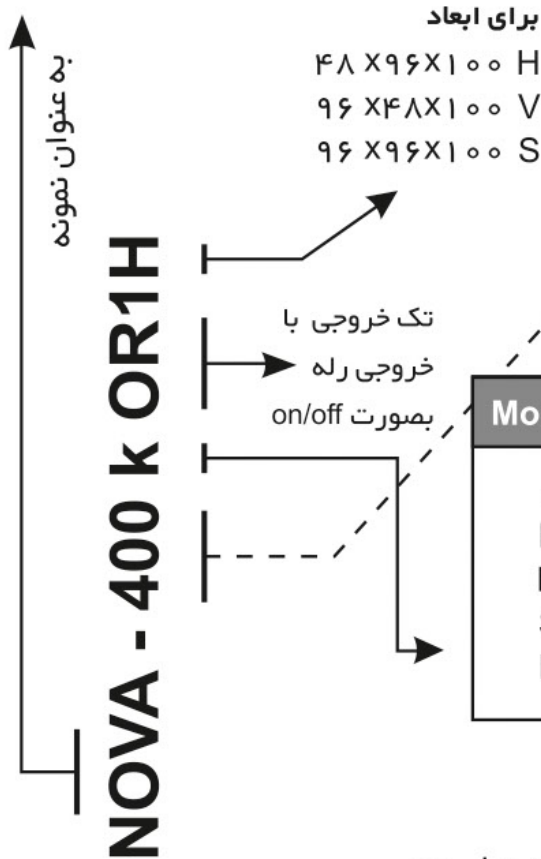 برای ابعاد
۴۸ X۹۶X۱۰۰ H
۹۶ X۴۸X۱۰۰ V
۹۶ X۹۶X۱۰۰ S
به عنوان نمونه
NOVA - 400 k OR1H
تک خروجی با
خروجی رله
بصورت on/off
Mo